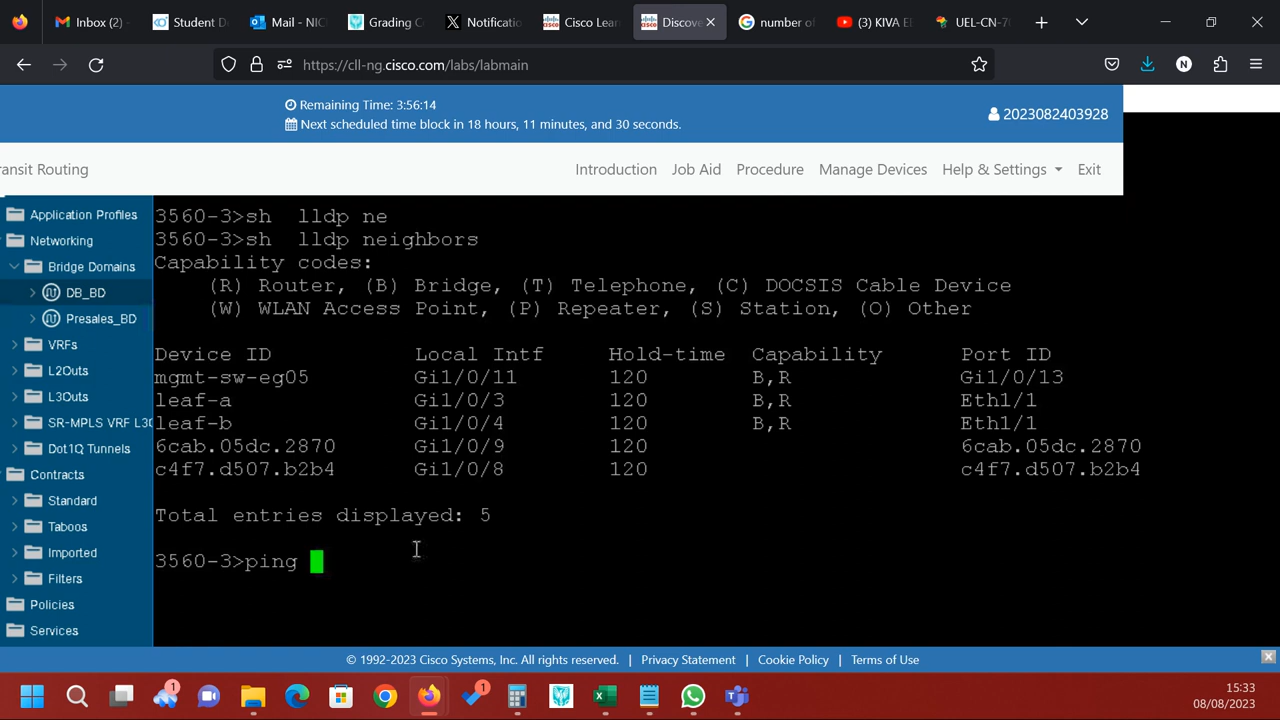 Inbox (2)
Student D
Mail - NIC
Grading C
Notification
Cisco Lear
Discove
number of
(3) KIVA E
UEL-CN-7
https://cll-ng.cisco.com/labs/labmain
N
Remaining Time: 3:56:14
Next scheduled time block in 18 hours, 11 minutes, and 30 seconds.
2023082403928
ransit Routing
Introduction
Job Aid
Procedure
Manage Devices
Help & Settings
Exit
Application Profiles
Networking
Bridge Domains
DB_BD
Presales_BD
VRFs
L2Outs
L3Outs
SR-MPLS VRF L3O
Dot1Q Tunnels
Contracts
Standard
Taboos
Imported
Filters
Policies
Services
3560-3>sh  lldp ne
3560-3>sh  lldp neighbors
Capability codes:
(R) Router, (B) Bridge, (T) Telephone, (C) DOCSIS Cable Device
(W) WLAN Access Point, (P) Repeater, (S) Station, (O) Other
Device ID Local Intf Hold-time Capability Port ID
mgmt-sw-eg05 Gi1/0/11 120 B,R Gi1/0/13
leaf-a Gi1/0/3 120 B,R Eth1/1
leaf-b Gi1/0/4 120 B,R Eth1/1
6cab.05dc.2870 Gi1/0/9 120 6cab.05dc.2870
c4f7.d507.b2b4 Gi1/0/8 120 c4f7.d507.b2b4
Total entries displayed: 5
3560-3>ping
© 1992-2023 Cisco Systems, Inc. All rights reserved. | Privacy Statement | Cookie Policy | Terms of Use
1
1
15:33
08/08/2023